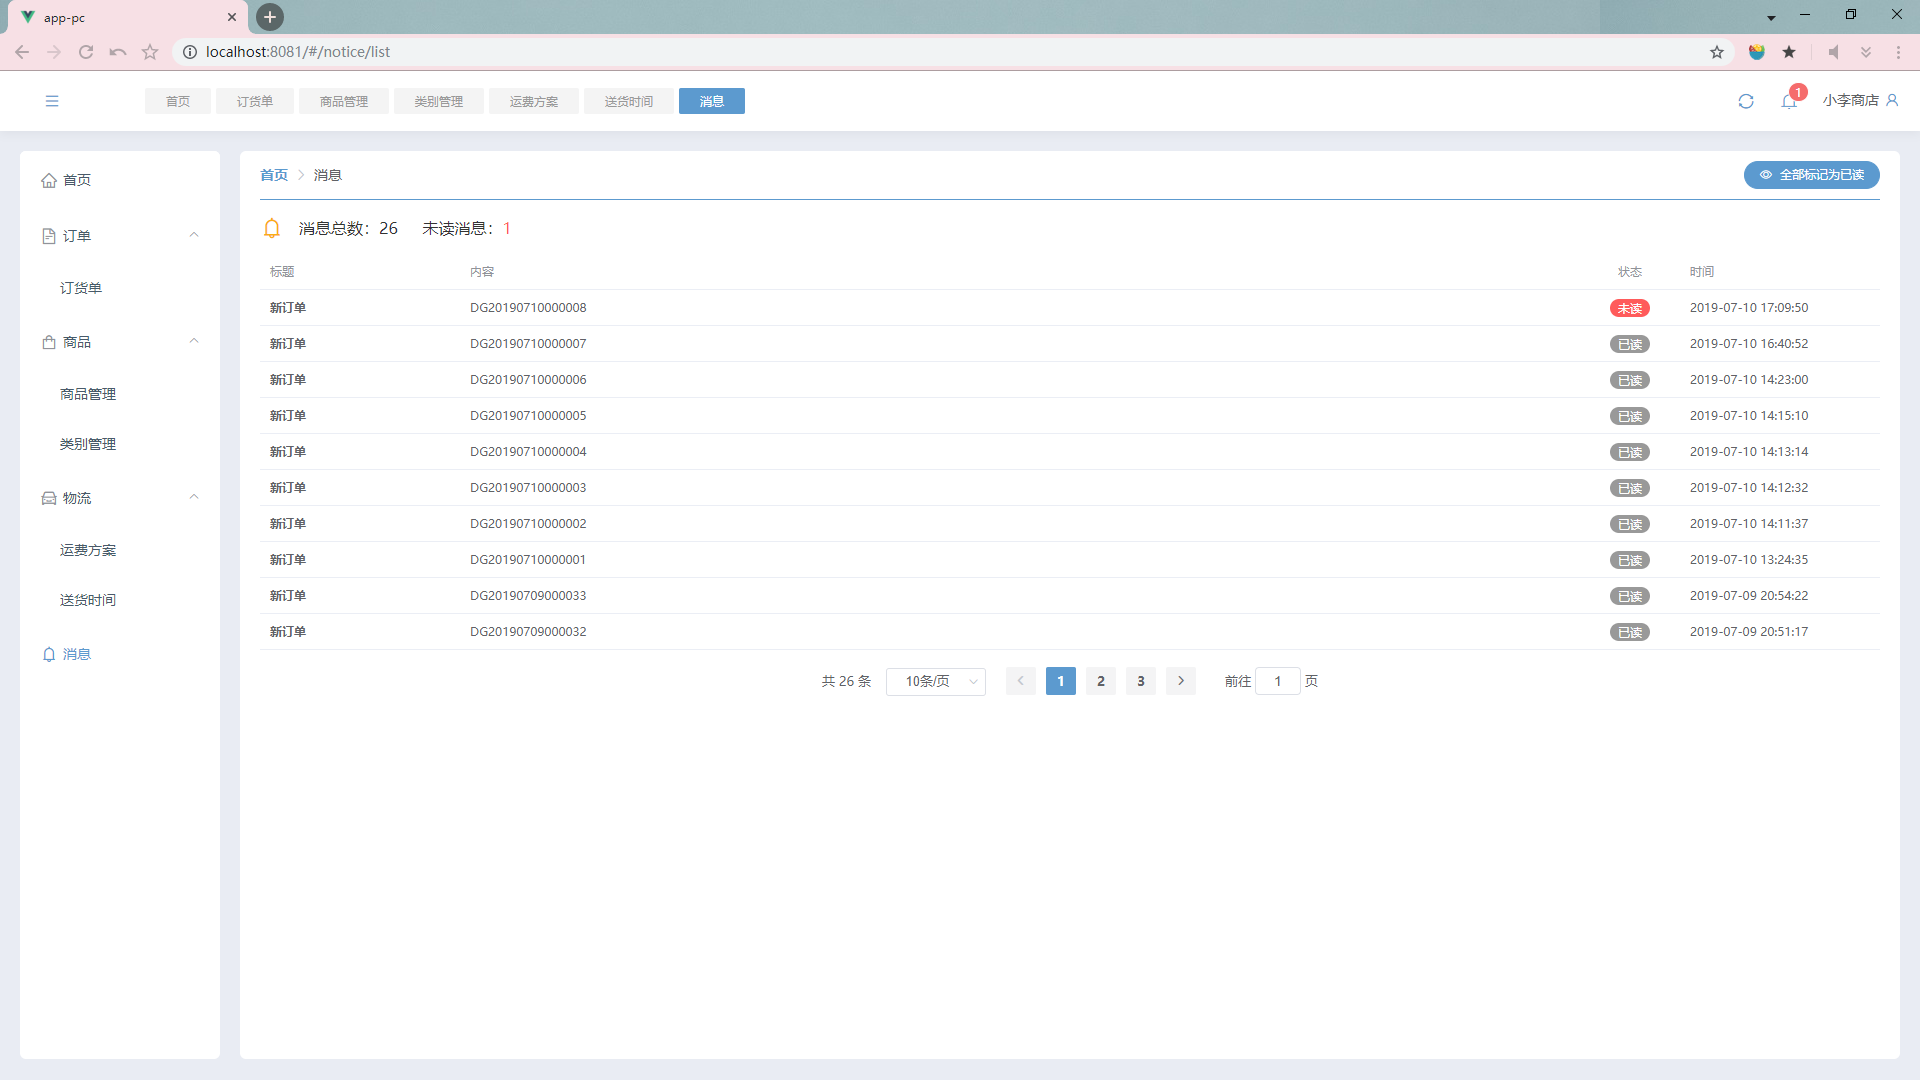 app-pc
localhost:8081/#/notice/list
首页 订货单 商品管理 类别管理 运费方案 送货时间 消息 1 小李商店
首页
订单
订货单
商品
商品管理
类别管理
物流
运费方案
送货时间
消息
首页 消息 全部标记为已读
消息总数：26 未读消息：1
标题 内容 状态 时间
新订单 DG20190710000008 未读 2019-07-10 17:09:50
新订单 DG20190710000007 已读 2019-07-10 16:40:52
新订单 DG20190710000006 已读 2019-07-10 14:23:00
新订单 DG20190710000005 已读 2019-07-10 14:15:10
新订单 DG20190710000004 已读 2019-07-10 14:13:14
新订单 DG20190710000003 已读 2019-07-10 14:12:32
新订单 DG20190710000002 已读 2019-07-10 14:11:37
新订单 DG20190710000001 已读 2019-07-10 13:24:35
新订单 DG20190709000033 已读 2019-07-09 20:54:22
新订单 DG20190709000032 已读 2019-07-09 20:51:17
共 26 条 10条/页 1 2 3 前往 1 页